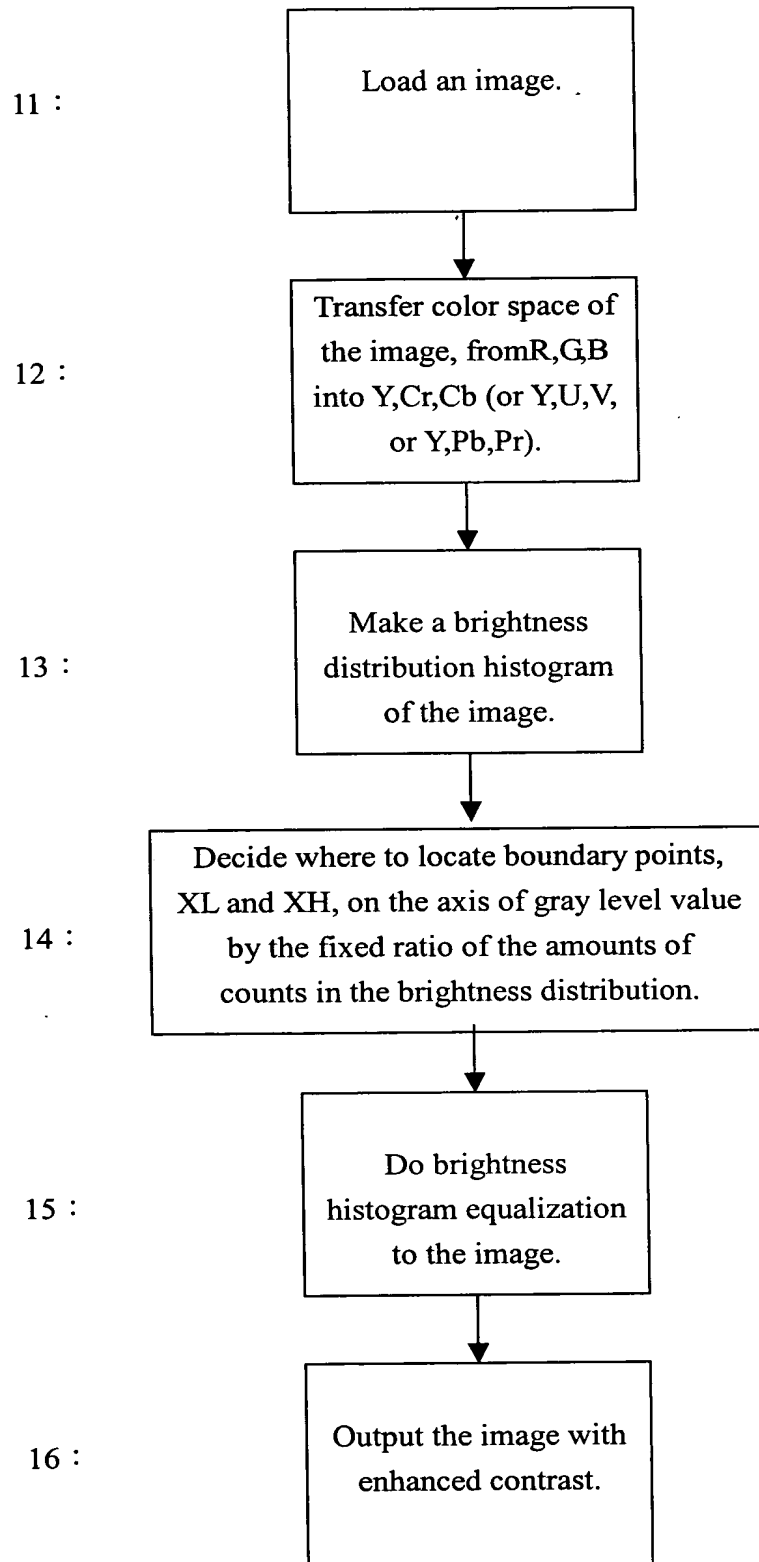 11 :
Load an image.
12 :
Transfer color space of
the image, fromR,G,B
into Y,Cr,Cb (or Y,U,V,
or Y,Pb,Pr).
13 :
Make a brightness
distribution histogram
of the image.
14 :
Decide where to locate boundary points,
XL and XH, on the axis of gray level value
by the fixed ratio of the amounts of
counts in the brightness distribution.
15 :
Do brightness
histogram equalization
to the image.
16 :
Output the image with
enhanced contrast.